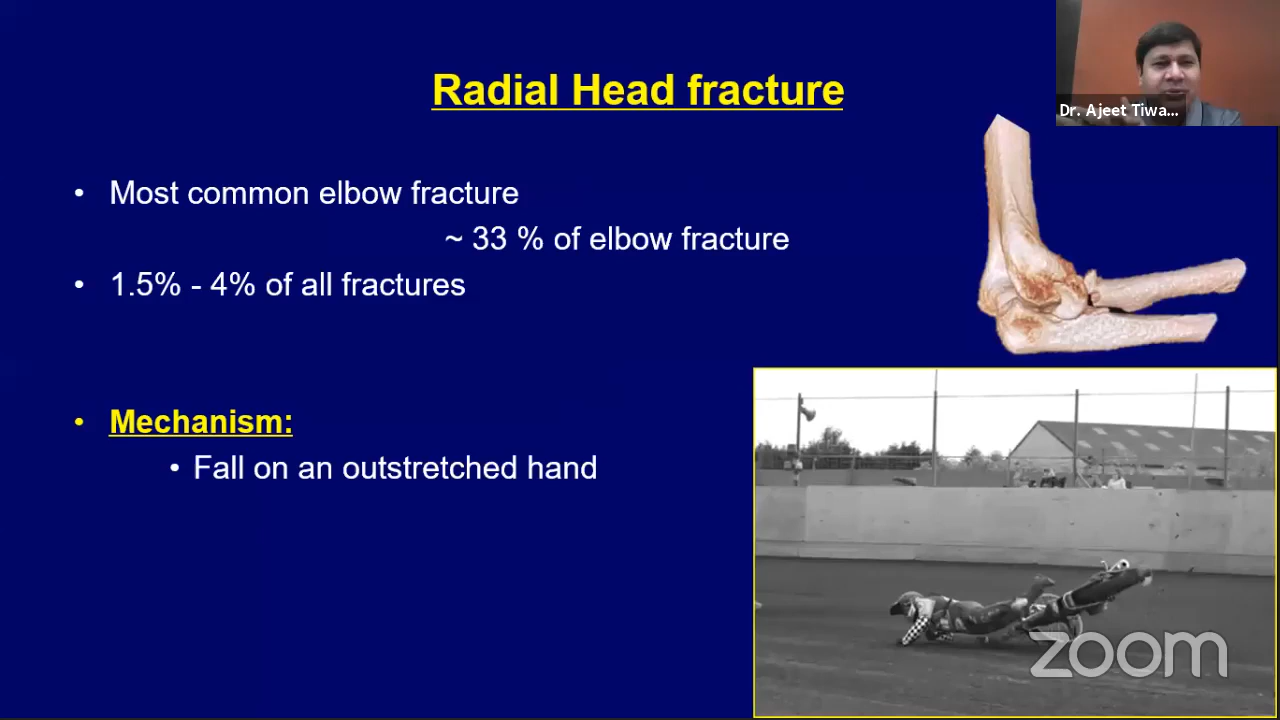 Radial Head fracture
Dr. Ajeet Tiwa...
• Most common elbow fracture
~ 33 % of elbow fracture
• 1.5% - 4% of all fractures
• Mechanism:
• Fall on an outstretched hand
zoom